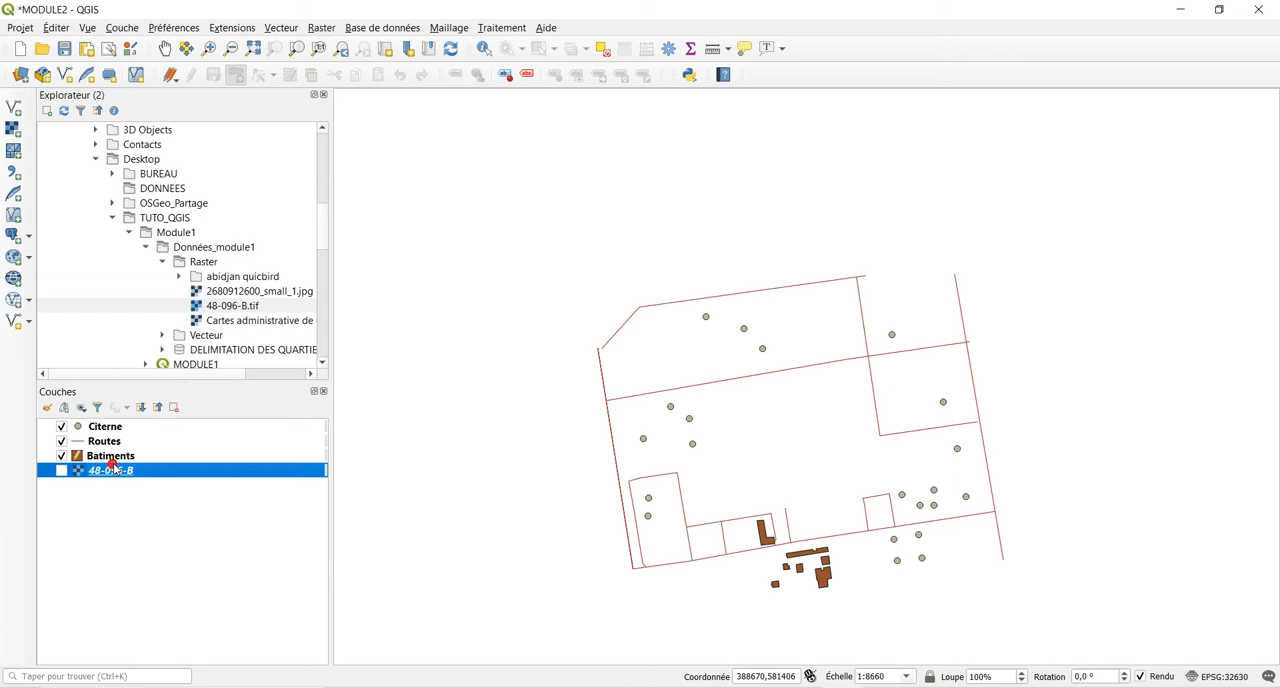 *MODULE2 - QGIS
Projet Éditer Vue Couche Préférences Extensions Vecteur Raster Base de données Maillage Traitement Aide
Explorateur (2)
3D Objects
Contacts
Desktop
BUREAU
DONNEES
OSGeo_Partage
TUTO_QGIS
Module1
Données_module1
Raster
abidjan quicbird
2680912600_small_1.jpg
48-096-B.tif
Cartes administrative de
Vecteur
DELIMITATION DES QUARTIE
MODULE1
Couches
Citerne
Routes
Batiments
48-096-B
Taper pour trouver (Ctrl+K) Coordonnée 388670,581406 Échelle 1:8660 Loupe 100% Rotation 0,0 ° Rendu EPSG:32630